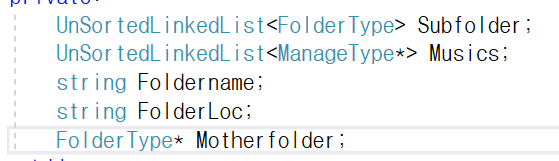 private:
UnSortedLinkedList<FolderType> Subfolder;
UnSortedLinkedList<ManageType*> Musics;
string Foldername;
string FolderLoc;
FolderType* Motherfolder;